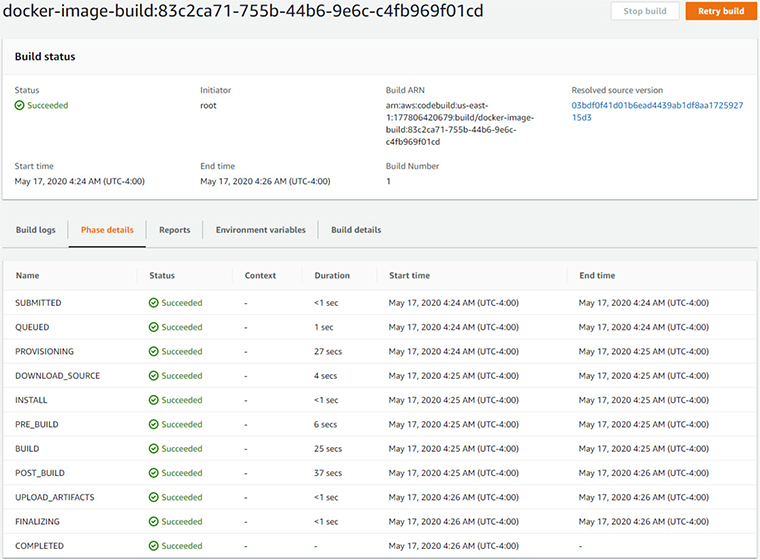 docker-image-build:83c2ca71-755b-44b6-9e6c-c4fb969f01cd
Stop build
Retry build
Build status
Status
Initiator
Build ARN
Resolved source version
Succeeded
root
arn:aws:codebuild:us-east-
1:177806420679:build/docker-image-
build:83c2ca71-755b-44b6-9e6c-
c4fb969f01cd
03bdf0f41d01b6ead4439ab1df8aa1725927
15d3
Start time
End time
Build Number
May 17, 2020 4:24 AM (UTC-4:00)
May 17, 2020 4:26 AM (UTC-4:00)
1
Build logs
Phase details
Reports
Environment variables
Build details
Name Status Context Duration Start time End time
SUBMITTED Succeeded - <1 sec May 17, 2020 4:24 AM (UTC-4:00) May 17, 2020 4:24 AM (UTC-4:00)
QUEUED Succeeded - 1 sec May 17, 2020 4:24 AM (UTC-4:00) May 17, 2020 4:24 AM (UTC-4:00)
PROVISIONING Succeeded - 27 secs May 17, 2020 4:24 AM (UTC-4:00) May 17, 2020 4:25 AM (UTC-4:00)
DOWNLOAD_SOURCE Succeeded - 4 secs May 17, 2020 4:25 AM (UTC-4:00) May 17, 2020 4:25 AM (UTC-4:00)
INSTALL Succeeded - <1 sec May 17, 2020 4:25 AM (UTC-4:00) May 17, 2020 4:25 AM (UTC-4:00)
PRE_BUILD Succeeded - 6 secs May 17, 2020 4:25 AM (UTC-4:00) May 17, 2020 4:25 AM (UTC-4:00)
BUILD Succeeded - 25 secs May 17, 2020 4:25 AM (UTC-4:00) May 17, 2020 4:25 AM (UTC-4:00)
POST_BUILD Succeeded - 37 secs May 17, 2020 4:25 AM (UTC-4:00) May 17, 2020 4:26 AM (UTC-4:00)
UPLOAD_ARTIFACTS Succeeded - <1 sec May 17, 2020 4:26 AM (UTC-4:00) May 17, 2020 4:26 AM (UTC-4:00)
FINALIZING Succeeded - <1 sec May 17, 2020 4:26 AM (UTC-4:00) May 17, 2020 4:26 AM (UTC-4:00)
COMPLETED Succeeded - - May 17, 2020 4:26 AM (UTC-4:00) -